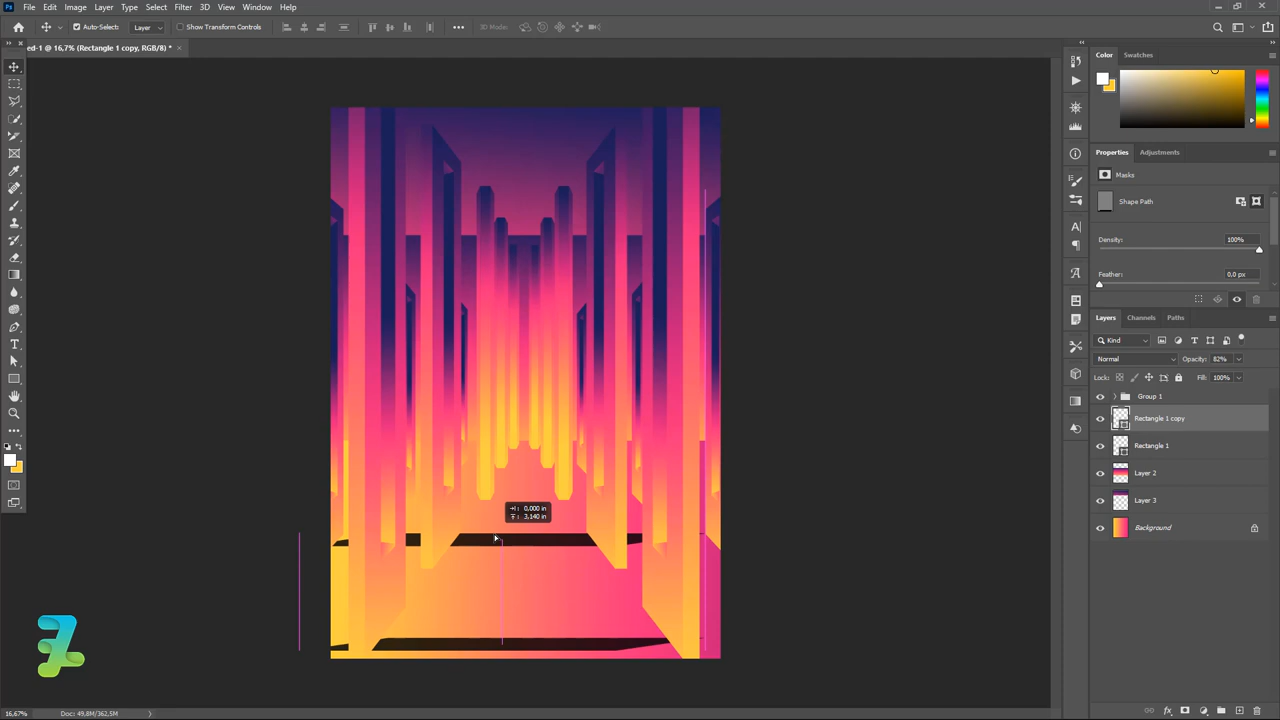 Ps File Edit Image Layer Type Select Filter 3D View Window Help
Auto-Select: Layer Show Transform Controls 3D Mode:
ed-1 @ 16,7% (Rectangle 1 copy, RGB/8) *
Color Swatches
Properties Adjustments
Masks
Shape Path
Density: 100%
Feather: 0,0 px
Layers Channels Paths
Kind
Normal Opacity: 82%
Lock: Fill: 100%
Group 1
Rectangle 1 copy
Rectangle 1
Layer 2
Layer 3
Background
0,000 in
3,140 in
16,67% Doc: 49,8M/362,5M